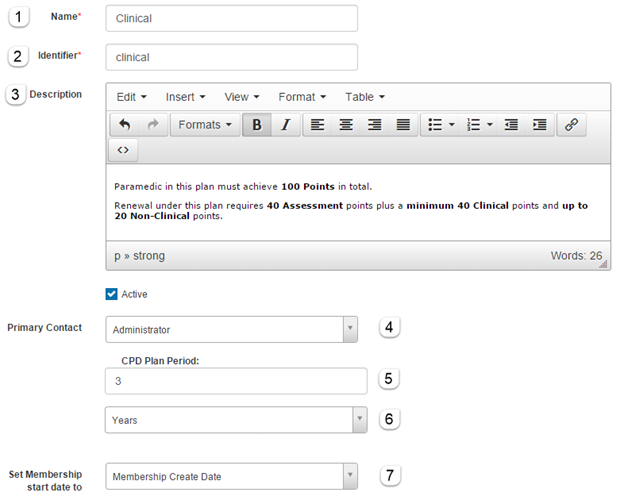 1 Name* Clinical
2 Identifier* clinical
3 Description Edit Insert View Format Table
Formats B I
<>
Paramedic in this plan must achieve 100 Points in total.
Renewal under this plan requires 40 Assessment points plus a minimum 40 Clinical points and up to
20 Non-Clinical points.
p » strong Words: 26
Active
Primary Contact Administrator 4
CPD Plan Period:
3 5
Years 6
Set Membership
start date to Membership Create Date 7